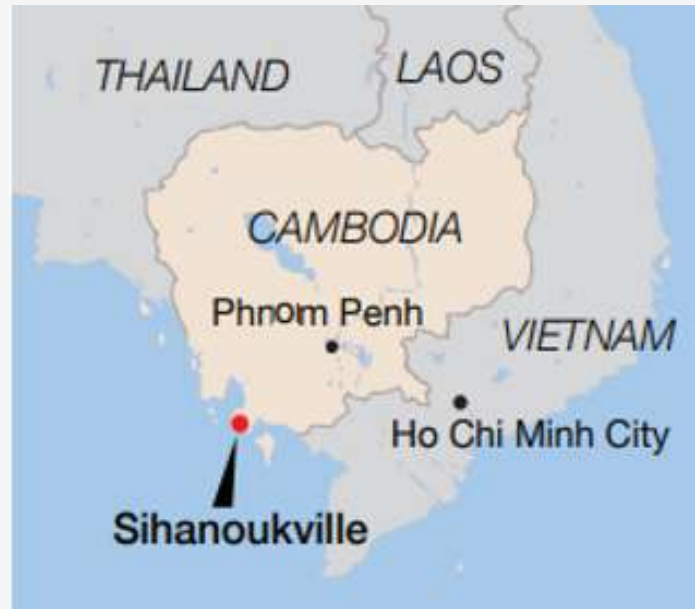 THAILAND
LAOS
CAMBODIA
Phnom Penh
VIETNAM
Ho Chi Minh City
Sihanoukville